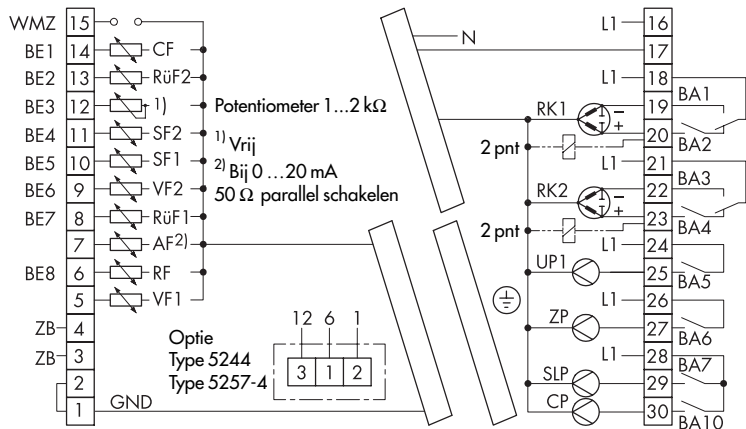 WMZ 15
BE1 14 CF
BE2 13 RüF2
BE3 12 1)
BE4 11 SF2
BE5 10 SF1
BE6 9 VF2
BE7 8 RüF1
7 AF2)
BE8 6 RF
5 VF1
ZB 4
ZB 3
2
1 GND
Potentiometer 1...2 kΩ
1) Vrij
2) Bij 0 ...20 mA
50 Ω parallel schakelen
Optie
Type 5244
Type 5257-4
12 6 1
3 1 2
N
L1 16
17
L1 18
RK1 − + 19 BA1
2 pnt 20 BA2
L1 21
RK2 − + 22 BA3
2 pnt 23 BA4
L1 24
UP1 25 BA5
L1 26
ZP 27 BA6
L1 28
SLP 29 BA7
CP 30 BA10